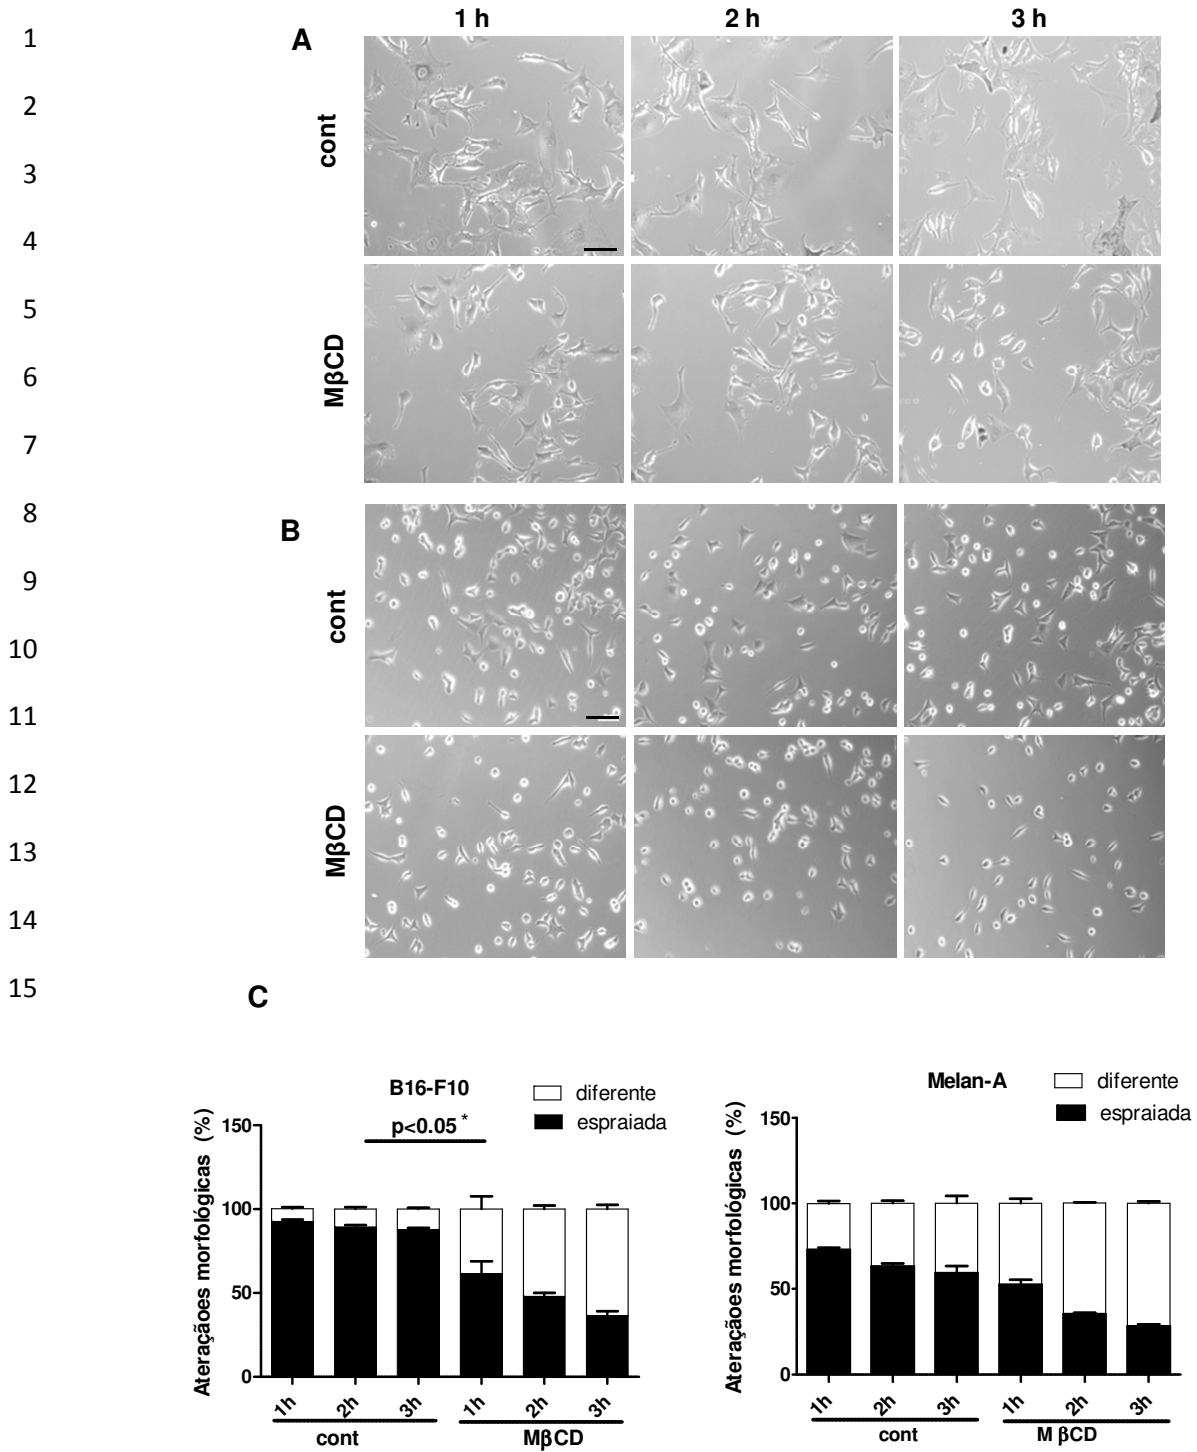 1 h 2 h 3 h
A
1
2
cont
3
4
5
MβCD
6
7
8
B
9
cont
10
11
12
MβCD
13
14
15
C
B16-F10
p<0.05 *
diferente
espraiada
Ateraçãoes morfológicas (%)
150
100
50
0
1h 2h 3h 1h 2h 3h
cont MβCD
Melan-A
diferente
espraiada
Ateraçãoes morfológicas (%)
150
100
50
0
1h 2h 3h 1h 2h 3h
cont M βCD